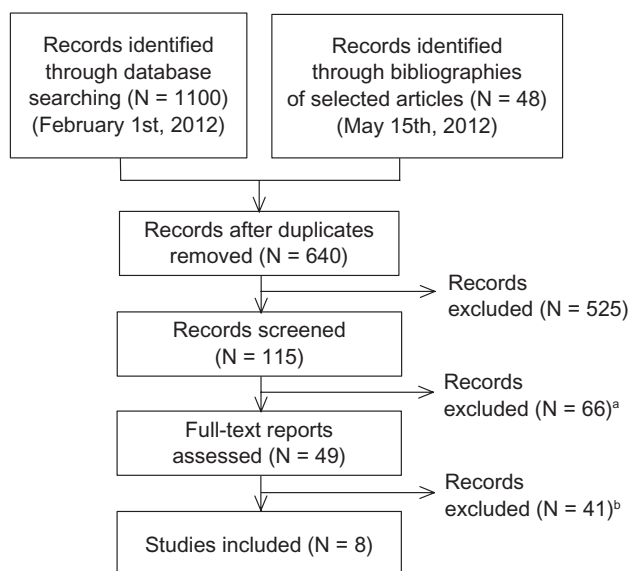 Records identified
through database
searching (N = 1100)
(February 1st, 2012)
Records identified
through bibliographies
of selected articles (N = 48)
(May 15th, 2012)
Records after duplicates
removed (N = 640)
Records
excluded (N = 525)
Records screened
(N = 115)
Records
excluded (N = 66)ᵃ
Full-text reports
assessed (N = 49)
Records
excluded (N = 41)ᵇ
Studies included (N = 8)